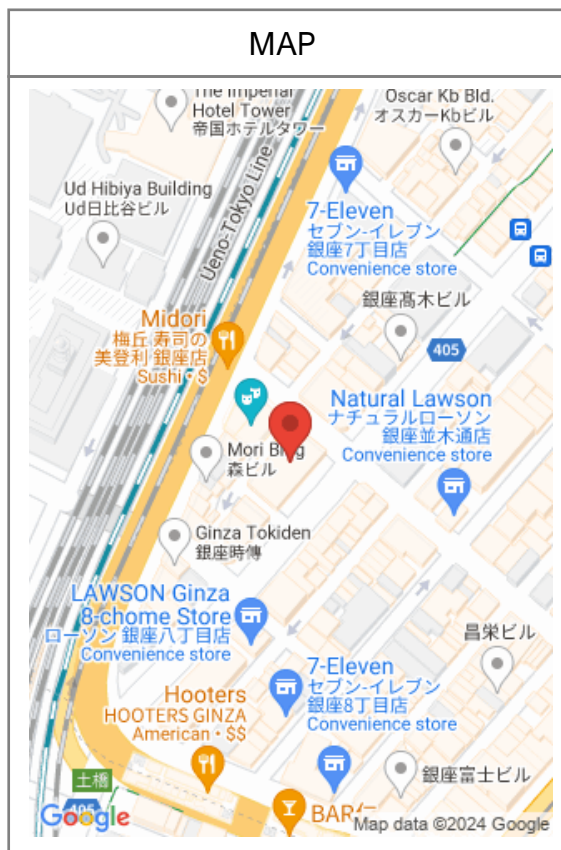 MAP
The Imperial
Hotel Tower
帝国ホテルタワー
Oscar Kb Bld.
オスカーKbビル
Ueno-Tokyo Line
Ud Hibiya Building
Ud日比谷ビル
7-Eleven
セブン-イレブン
銀座7丁目店
Convenience store
銀座髙木ビル
Midori
梅丘 寿司の
美登利 銀座店
Sushi • $
405
Natural Lawson
ナチュラルローソン
銀座並木通店
Convenience store
Mori Bldg
森ビル
Ginza Tokiden
銀座時傳
LAWSON Ginza
8-chome Store
ローソン 銀座八丁目店
Convenience store
昌栄ビル
7-Eleven
セブン-イレブン
銀座8丁目店
Convenience store
Hooters
HOOTERS GINZA
American • $$
土橋
405
銀座富士ビル
Google
BAR
Map data ©2024 Google